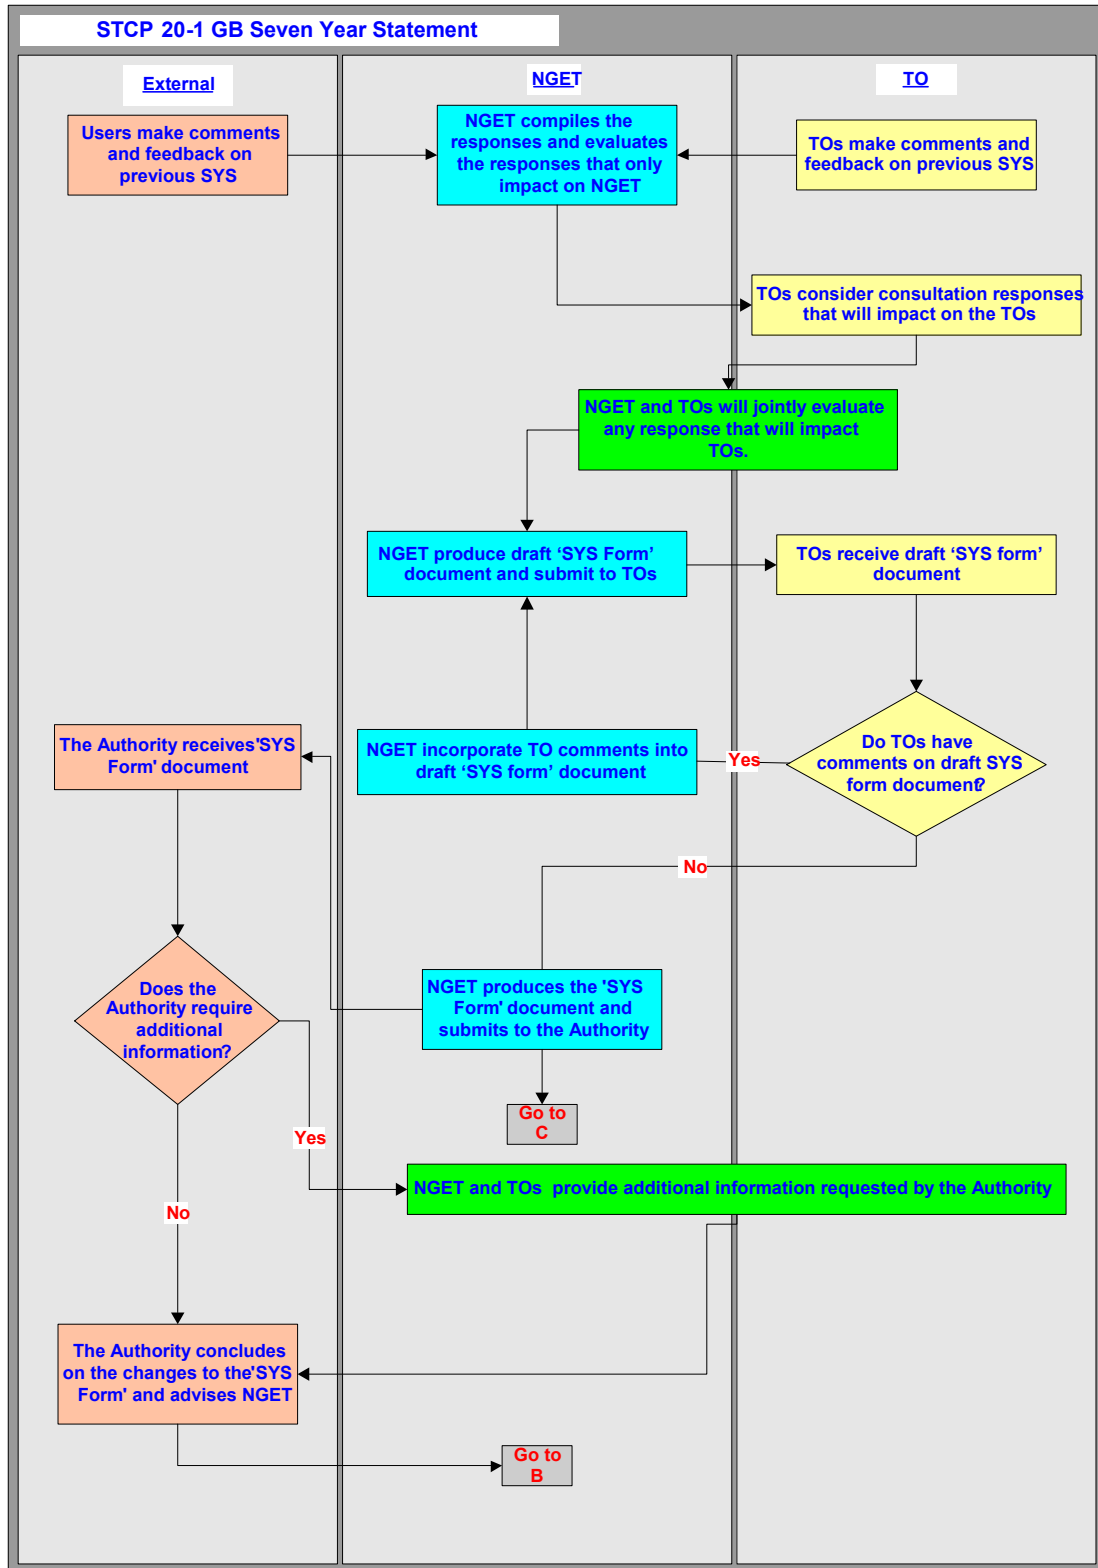 STCP 20-1 GB Seven Year Statement
External
NGET
TO
Users make comments
and feedback on
previous SYS
NGET compiles the
responses and evaluates
the responses that only
impact on NGET
TOs make comments and
feedback on previous SYS
TOs consider consultation responses
that will impact on the TOs
NGET and TOs will jointly evaluate
any response that will impact
TOs.
NGET produce draft ‘SYS Form’
document and submit to TOs
TOs receive draft ‘SYS form’
document
The Authority receives 'SYS
Form' document
NGET incorporate TO comments into
draft ‘SYS form’ document
Yes
Do TOs have
comments on draft SYS
form document?
No
Does the
Authority require
additional
information?
NGET produces the 'SYS
Form' document and
submits to the Authority
Go to
C
Yes
NGET and TOs provide additional information requested by the Authority
No
The Authority concludes
on the changes to the 'SYS
Form' and advises NGET
Go to
B